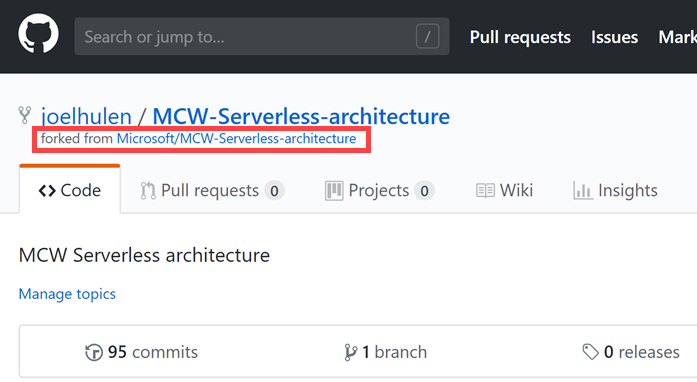 Search or jump to... /
Pull requests Issues Mark
joelhulen / MCW-Serverless-architecture
forked from Microsoft/MCW-Serverless-architecture
Code Pull requests 0 Projects 0 Wiki Insights
MCW Serverless architecture
Manage topics
95 commits 1 branch 0 releases